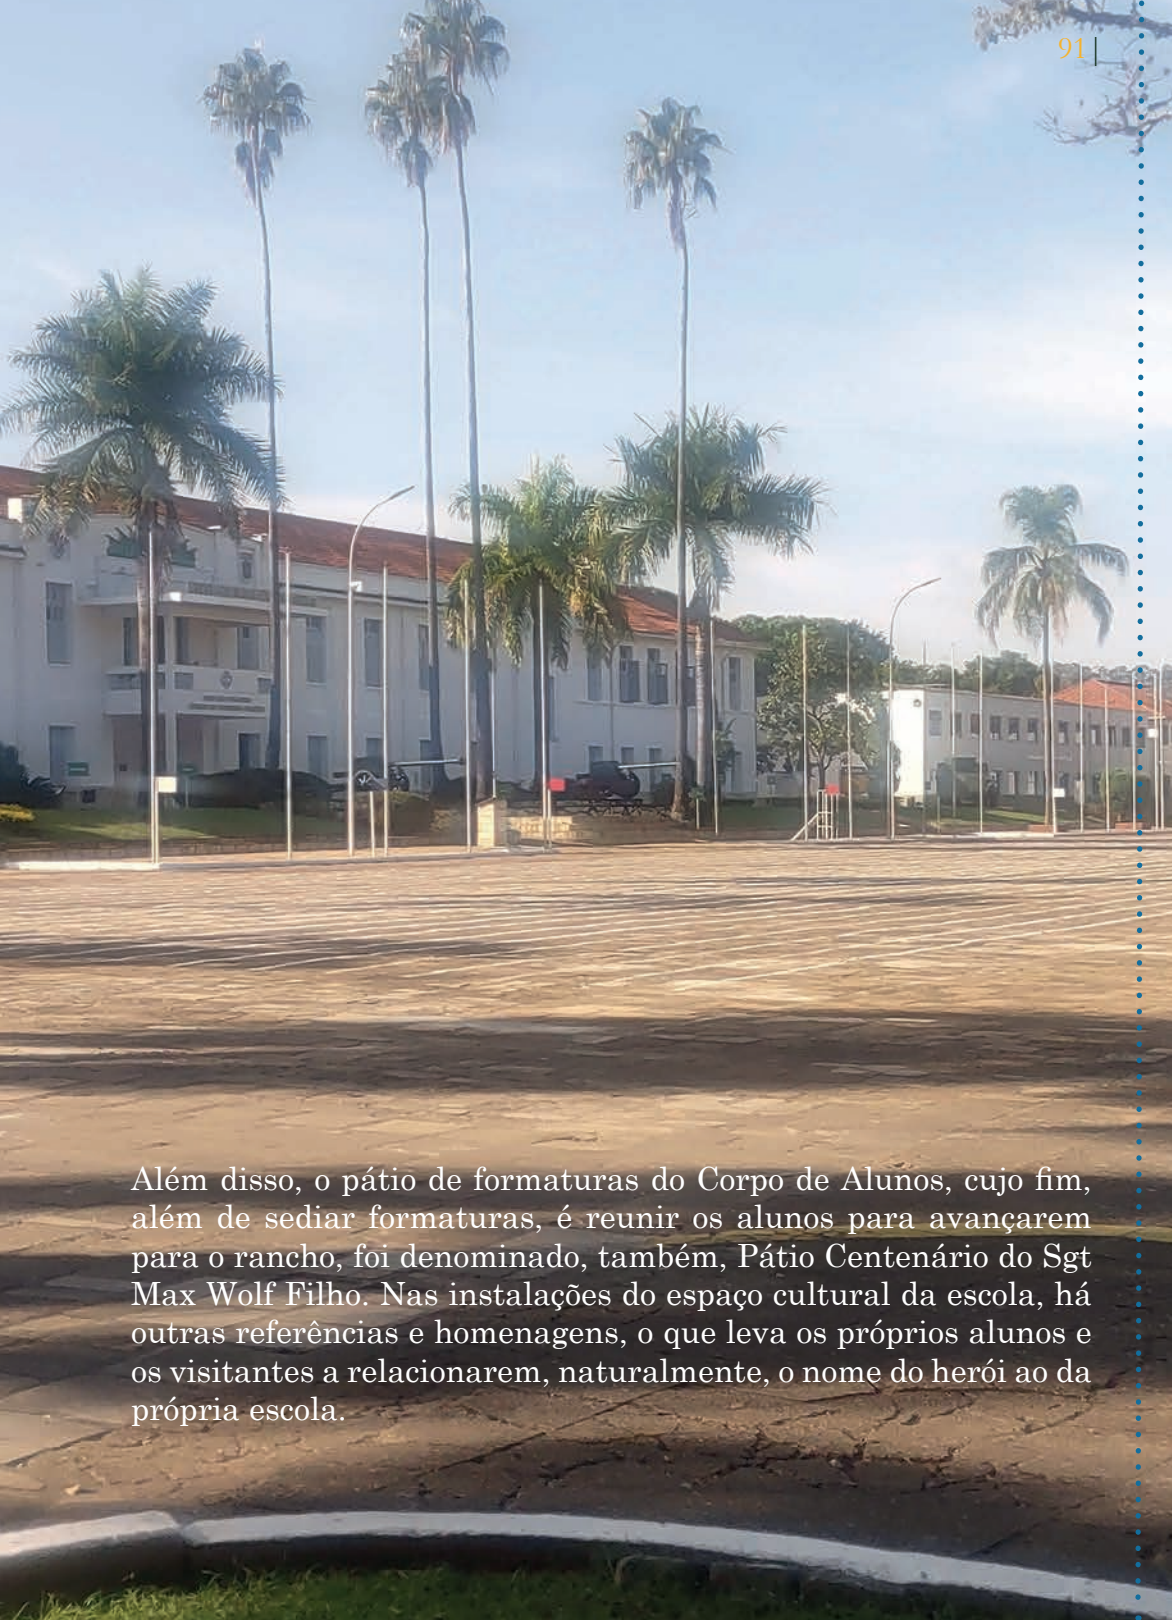 91
Além disso, o pátio de formaturas do Corpo de Alunos, cujo fim,
além de sediar formaturas, é reunir os alunos para avançarem
para o rancho, foi denominado, também, Pátio Centenário do Sgt
Max Wolf Filho. Nas instalações do espaço cultural da escola, há
outras referências e homenagens, o que leva os próprios alunos e
os visitantes a relacionarem, naturalmente, o nome do herói ao da
própria escola.